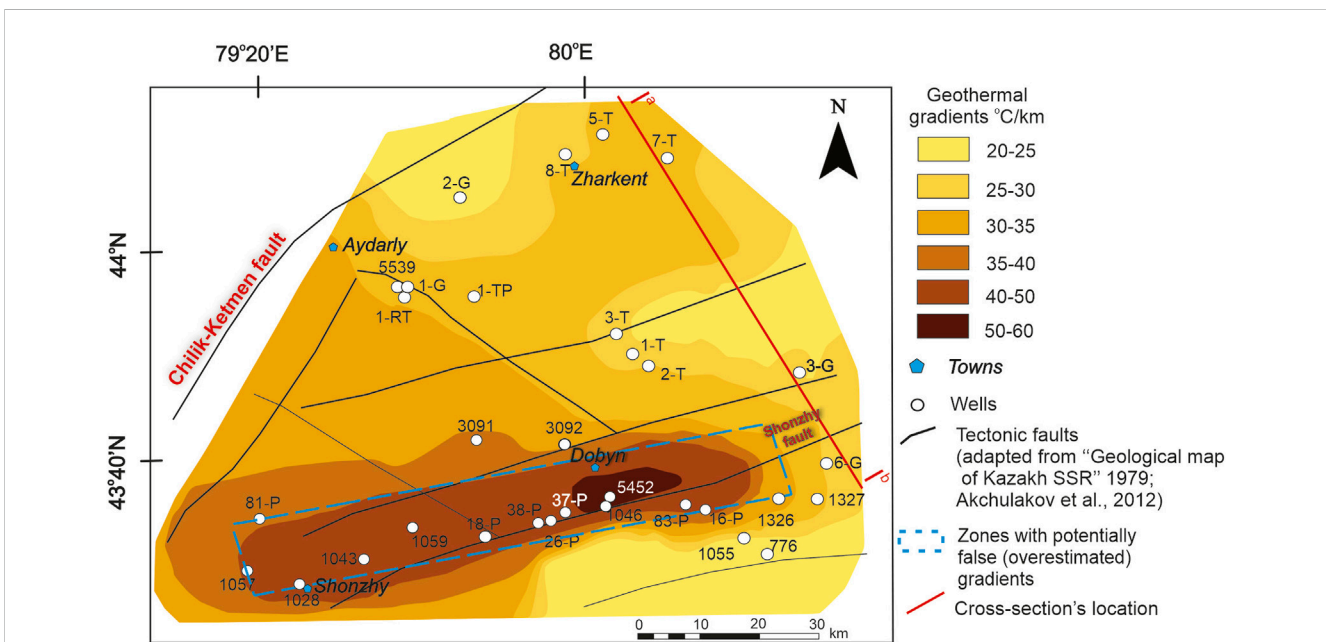 79°20'E
80°E
N
a
5-T
7-T
8-T
Zharkent
2-G
44°N
Aydarly
5539
1-G
1-TP
1-RT
Chilik-Ketmen fault
3-T
1-T
2-T
3-G
Shonzhy
fault
3091
3092
43°40'N
Dobyn
6-G
b
81-P
5452
37-P
38-P
18-P
1059
26-P
1046
83-P
16-P
1326
1327
1043
1055
776
1057
1028
Shonzhy
0 10 20 30
km
Geothermal
gradients °C/km
20-25
25-30
30-35
35-40
40-50
50-60
Towns
Wells
Tectonic faults
(adapted from “Geological map
of Kazakh SSR” 1979;
Akchulakov et al., 2012)
Zones with potentially
false (overestimated)
gradients
Cross-section's location